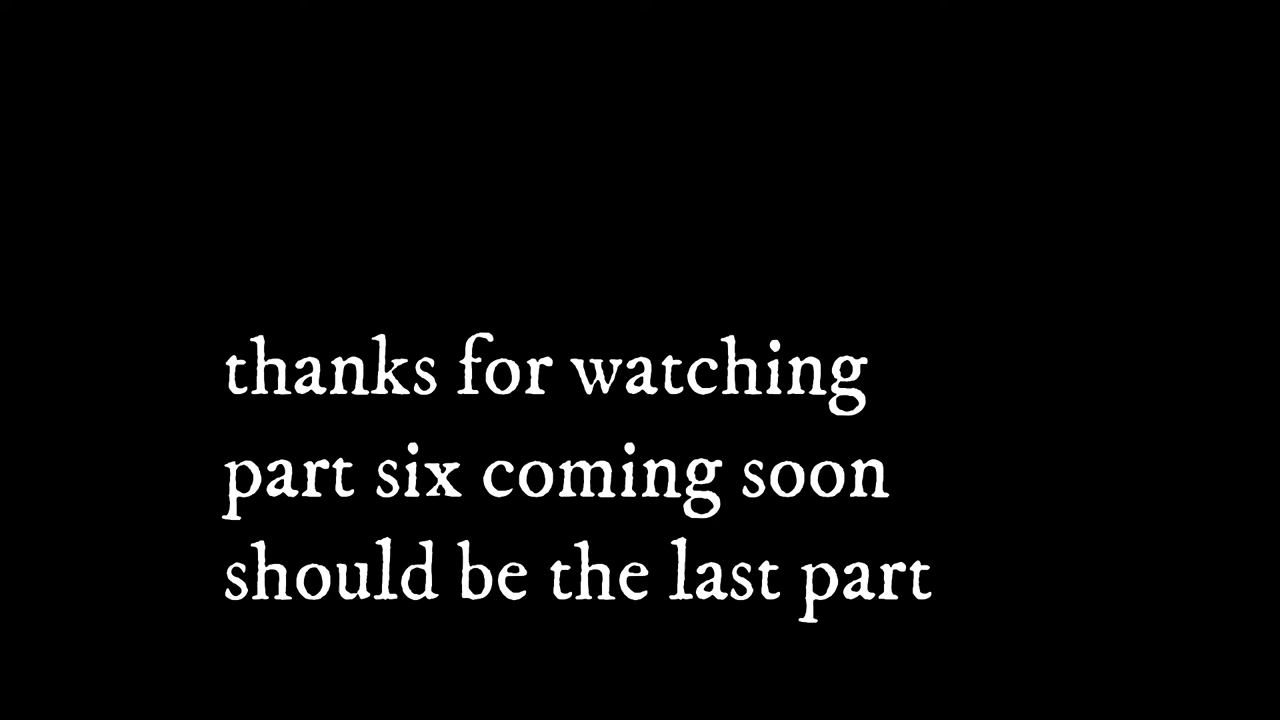 thanks for watching
part six coming soon
should be the last part